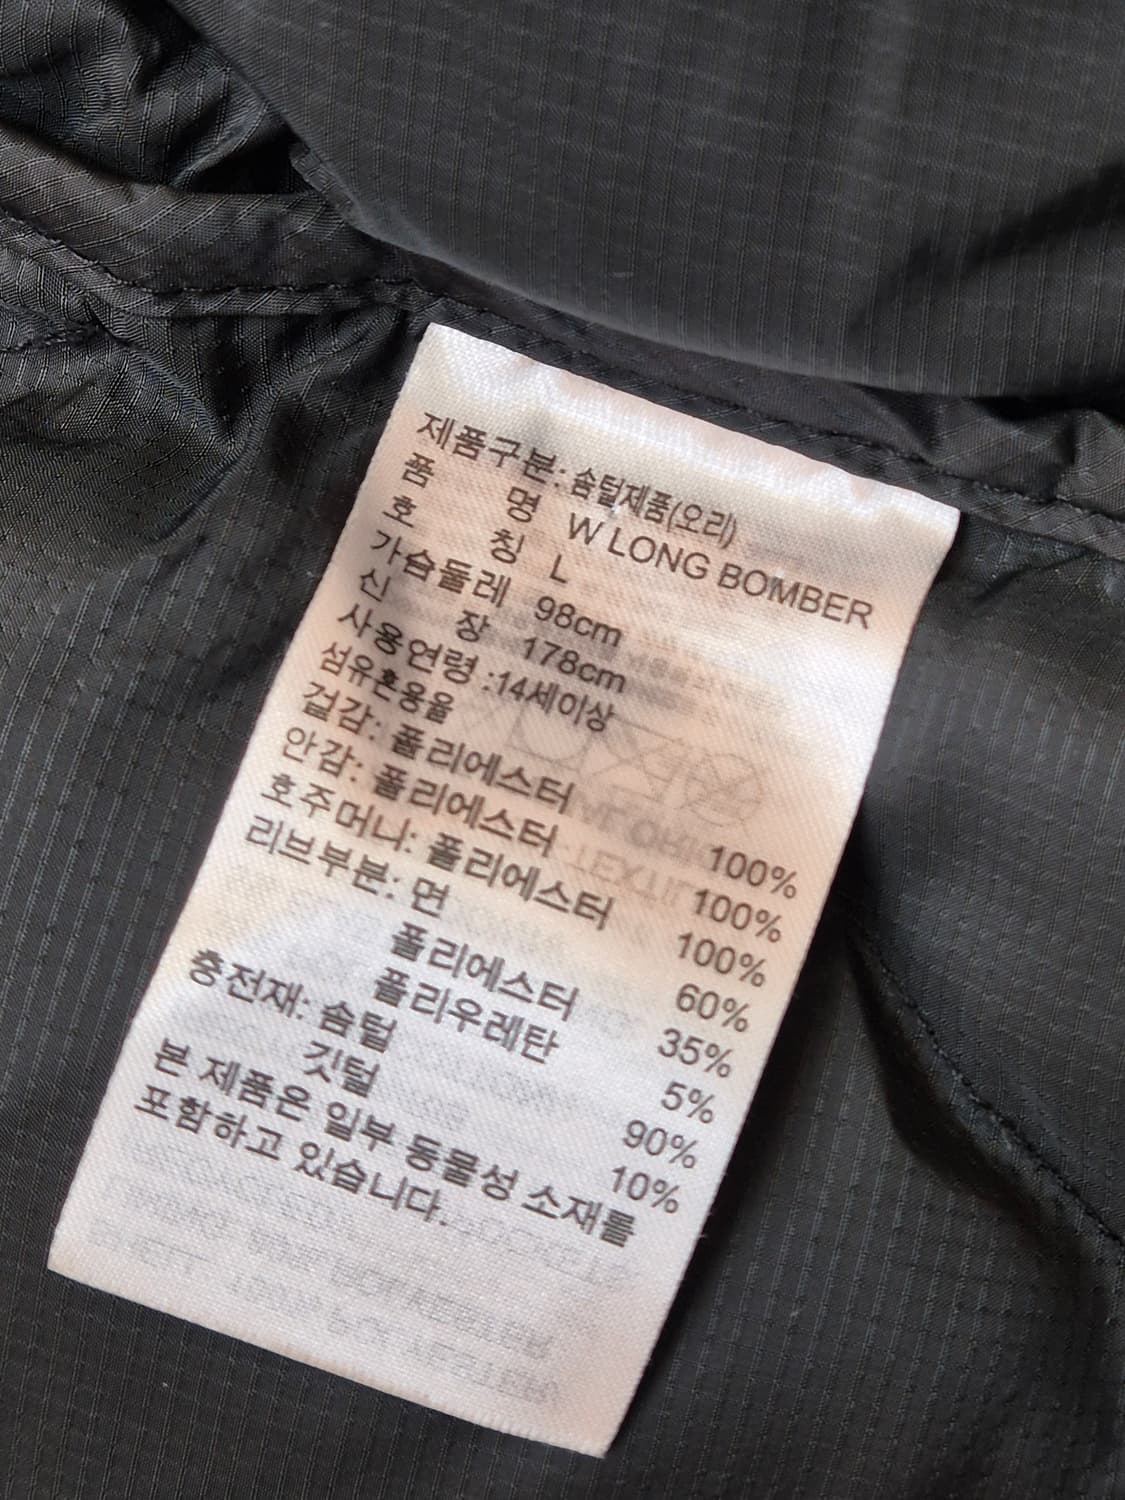 제품구분: 솜털제품(오리)
품 명 W LONG BOMBER
호 칭 L
가슴둘레 98cm
신 장 178cm
사용연령 :14세이상
섬유혼용율
겉감: 폴리에스터 100%
안감: 폴리에스터 100%
호주머니: 폴리에스터 100%
리브부분: 면 60%
폴리에스터 35%
폴리우레탄 5%
충전재: 솜털 90%
깃털 10%
본 제품은 일부 동물성 소재를
포함하고 있습니다.